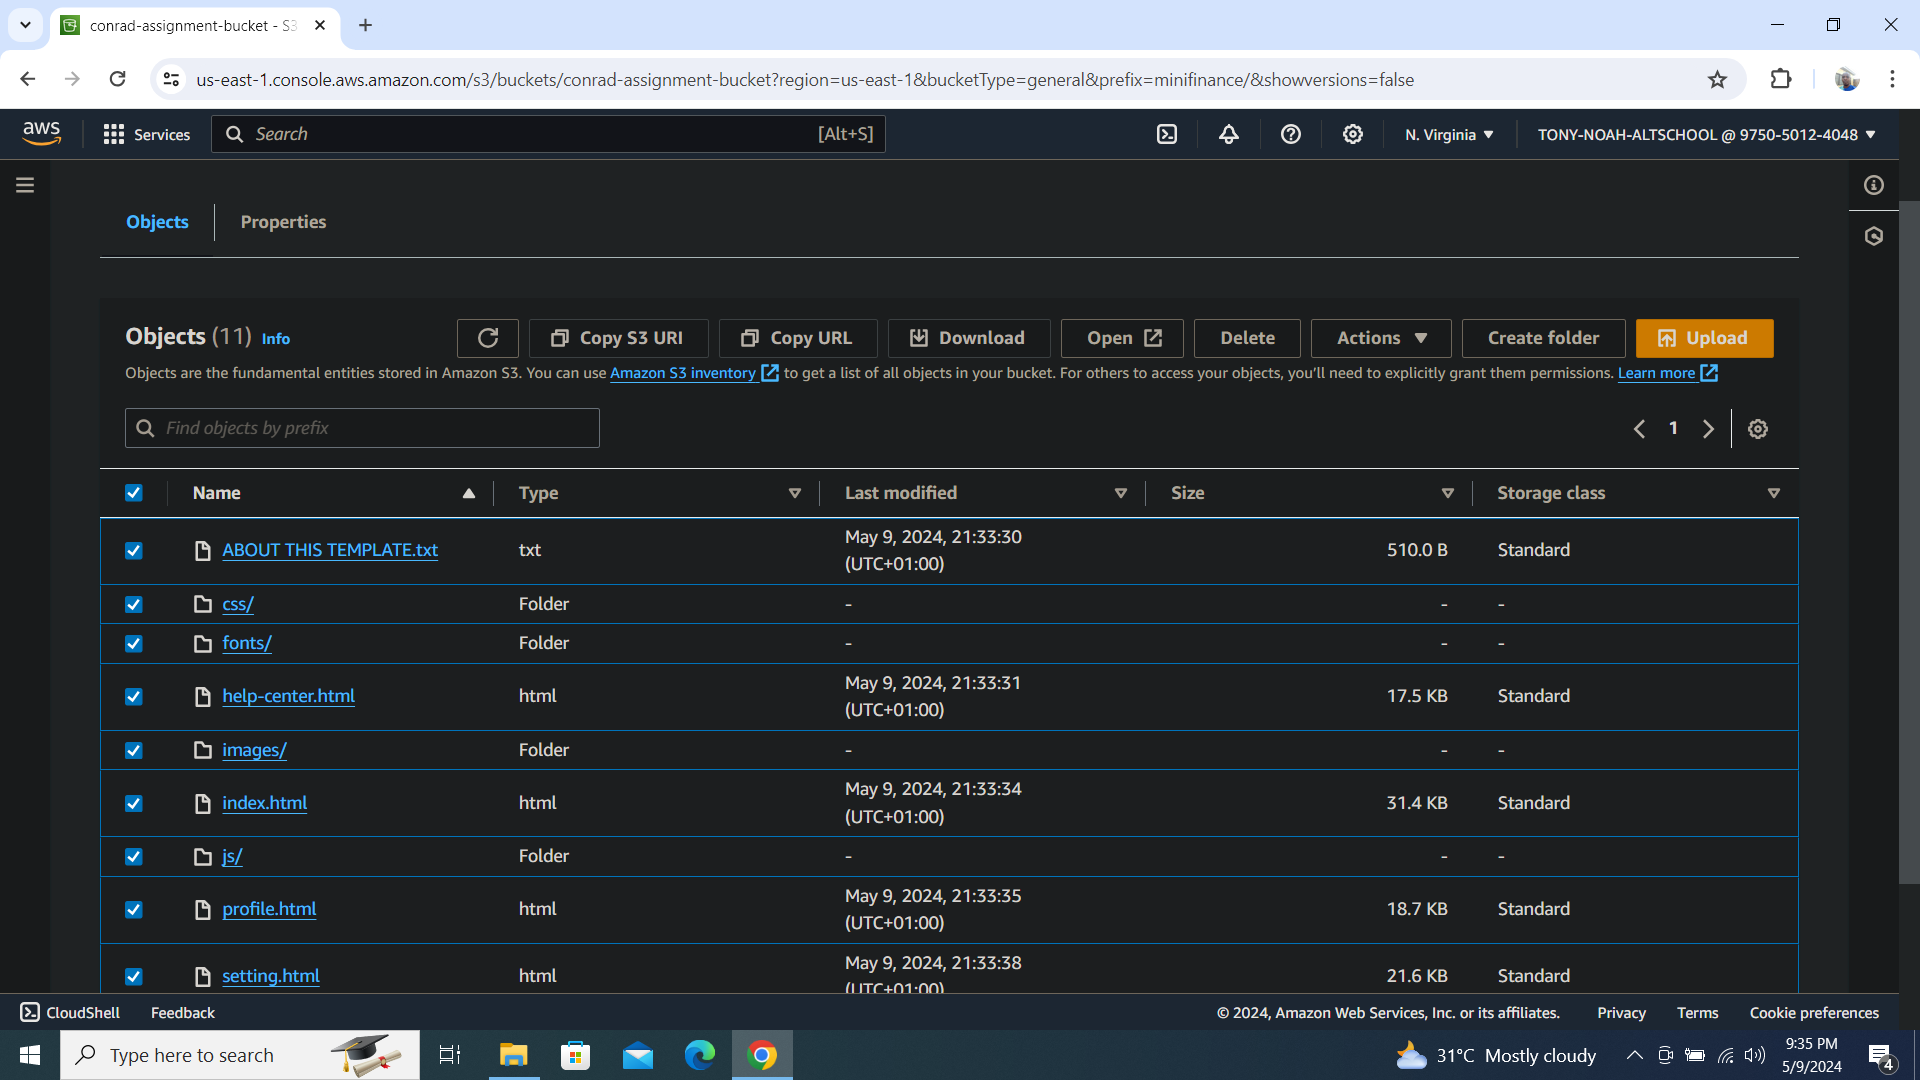 conrad-assignment-bucket - S3
us-east-1.console.aws.amazon.com/s3/buckets/conrad-assignment-bucket?region=us-east-1&bucketType=general&prefix=minifinance/&showversions=false
aws Services Search [Alt+S] N. Virginia TONY-NOAH-ALTSCHOOL @ 9750-5012-4048
Objects Properties
Objects (11) Info Copy S3 URI Copy URL Download Open Delete Actions Create folder Upload
Objects are the fundamental entities stored in Amazon S3. You can use Amazon S3 inventory to get a list of all objects in your bucket. For others to access your objects, you'll need to explicitly grant them permissions. Learn more
Find objects by prefix 1
Name Type Last modified Size Storage class
ABOUT THIS TEMPLATE.txt txt May 9, 2024, 21:33:30 (UTC+01:00) 510.0 B Standard
css/ Folder - - -
fonts/ Folder - - -
help-center.html html May 9, 2024, 21:33:31 (UTC+01:00) 17.5 KB Standard
images/ Folder - - -
index.html html May 9, 2024, 21:33:34 (UTC+01:00) 31.4 KB Standard
js/ Folder - - -
profile.html html May 9, 2024, 21:33:35 (UTC+01:00) 18.7 KB Standard
setting.html html May 9, 2024, 21:33:38 (UTC+01:00) 21.6 KB Standard
CloudShell Feedback © 2024, Amazon Web Services, Inc. or its affiliates. Privacy Terms Cookie preferences
Type here to search 31°C Mostly cloudy 9:35 PM
5/9/2024 4